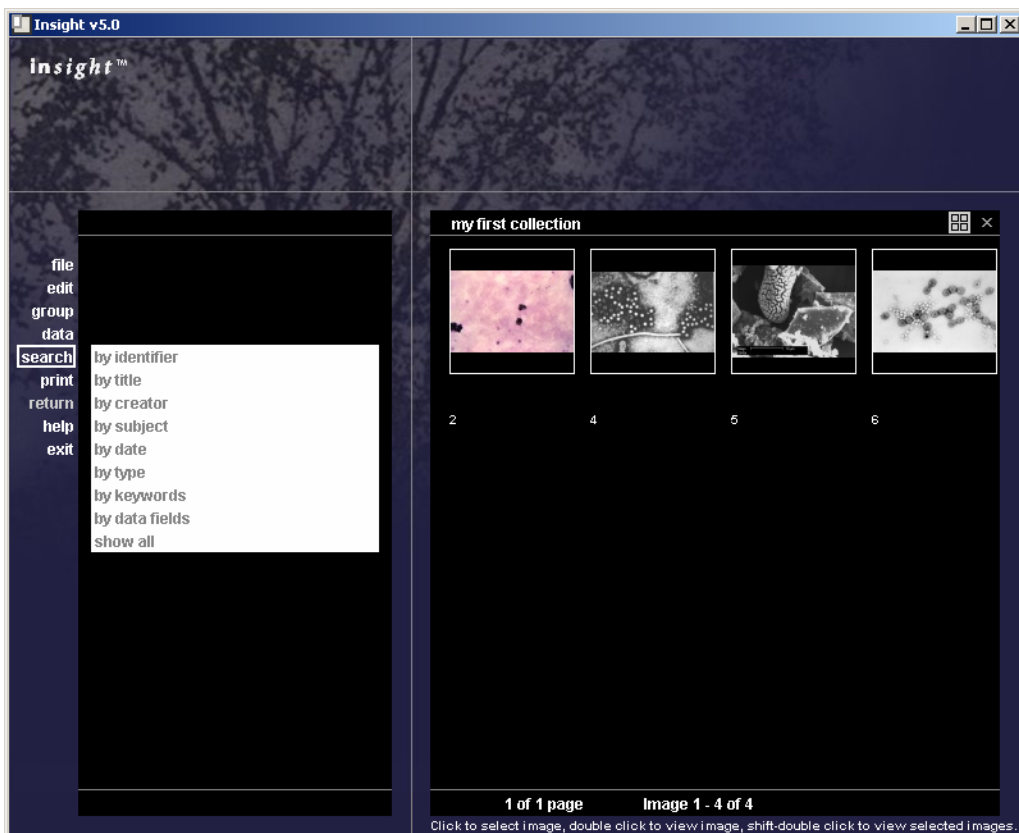 Insight v5.0
insight™
my first collection
file
edit
group
data
search
print
return
help
exit
by identifier
by title
by creator
by subject
by date
by type
by keywords
by data fields
show all
2 4 5 6
1 of 1 page Image 1 - 4 of 4
Click to select image, double click to view image, shift-double click to view selected images.